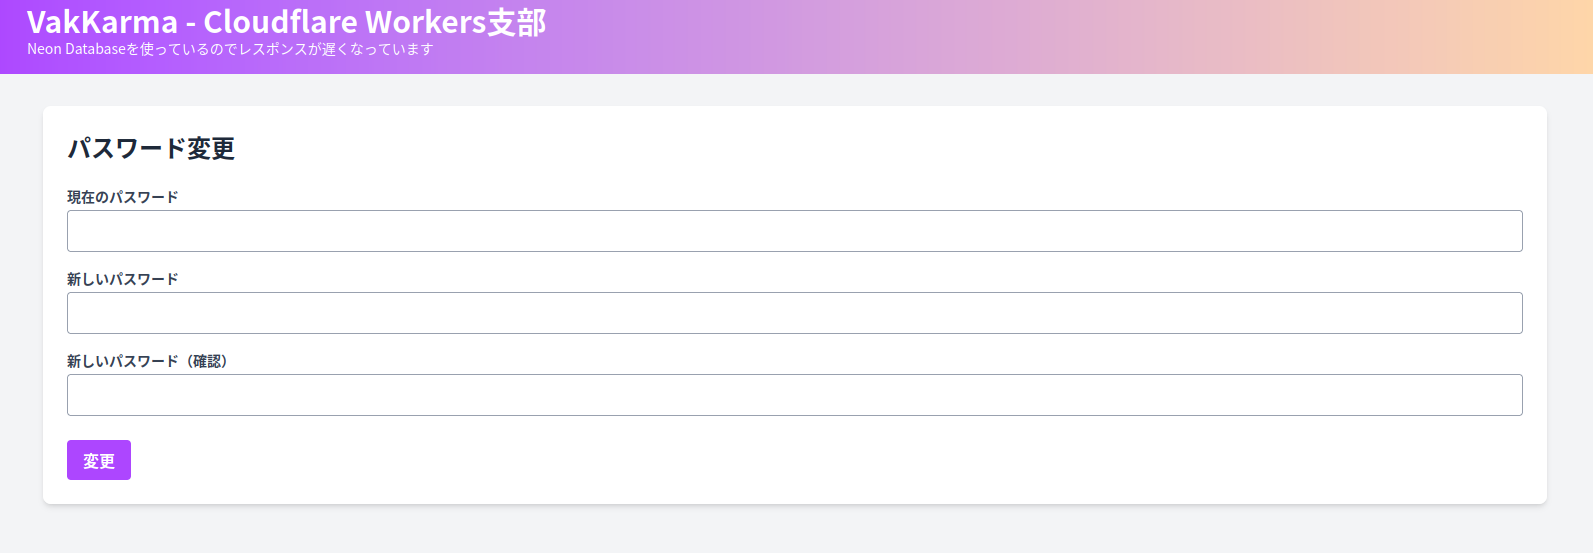 VakKarma - Cloudflare Workers支部
Neon Databaseを使っているのでレスポンスが遅くなっています
パスワード変更
現在のパスワード
新しいパスワード
新しいパスワード（確認）
変更